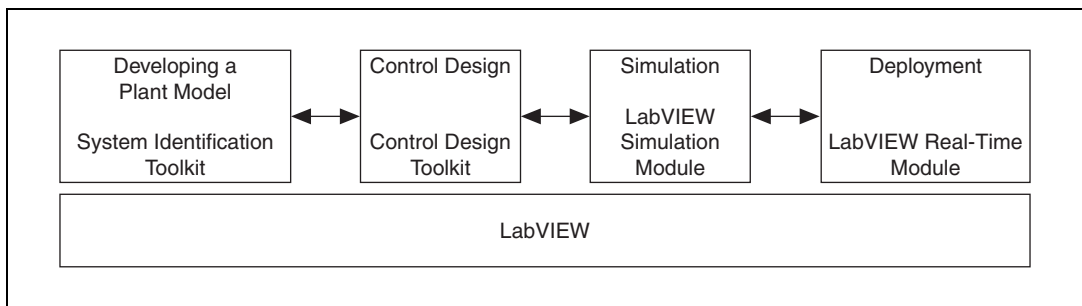 Developing a
Plant Model
System Identification
Toolkit
Control Design
Control Design
Toolkit
Simulation
LabVIEW
Simulation
Module
Deployment
LabVIEW Real-Time
Module
LabVIEW